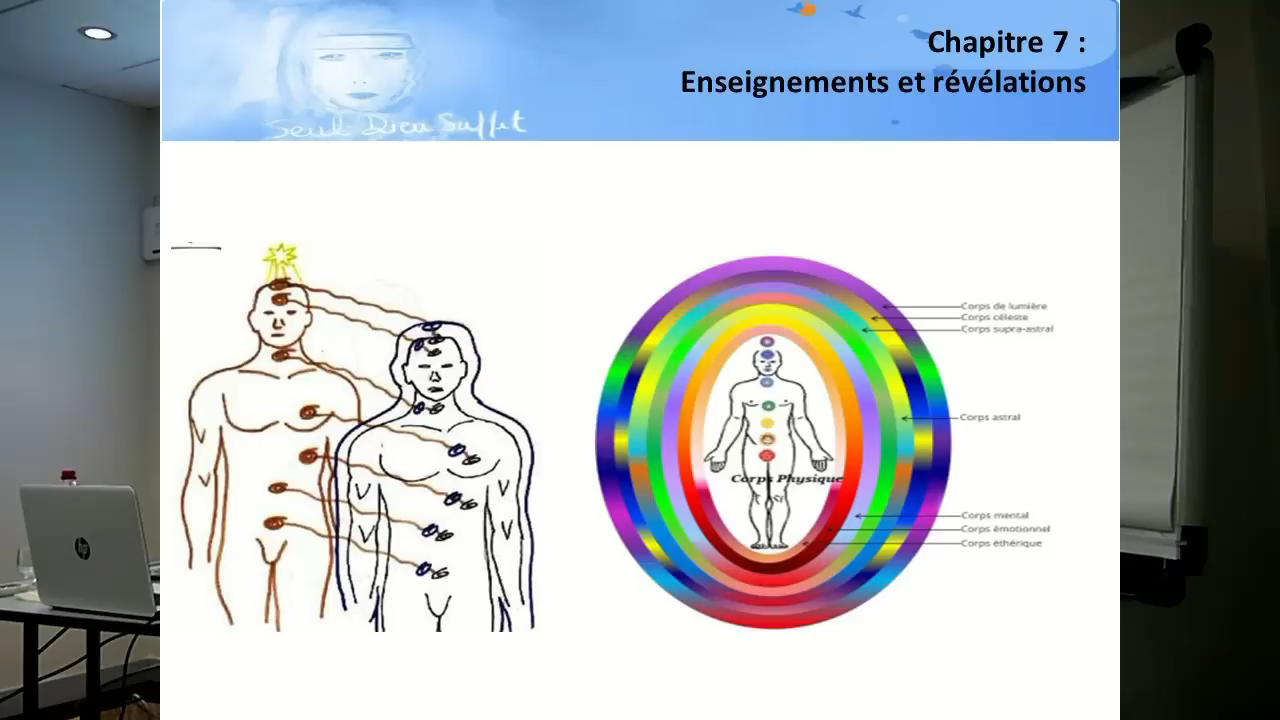 Chapitre 7 :
Enseignements et révélations
Seul Dieu Suffit
Corps de lumière
Corps céleste
Corps supra-astral
Corps astral
Corps Physique
Corps mental
Corps émotionnel
Corps éthérique
hp